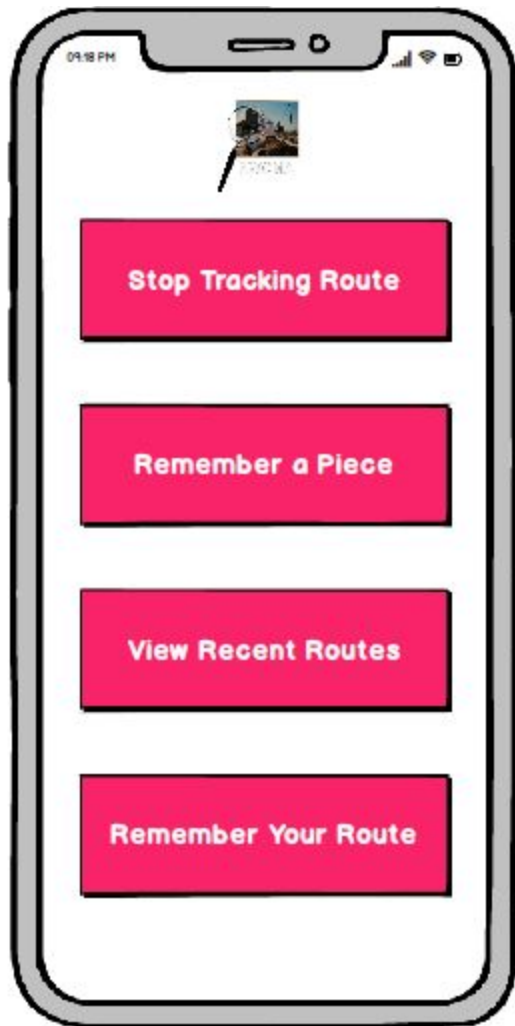 09:18 PM
Stop Tracking Route
Remember a Piece
View Recent Routes
Remember Your Route